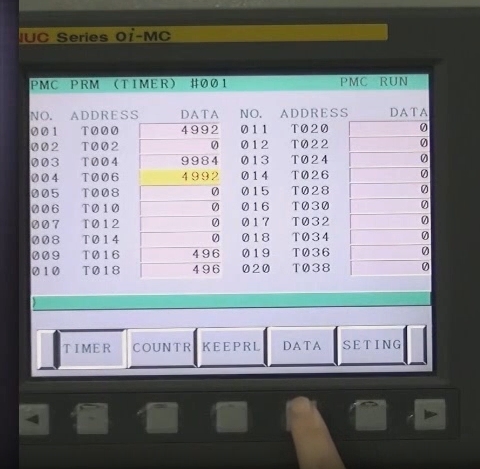 NUC Series 0i-MC
PMC PRM (TIMER) #001 PMC RUN
NO. ADDRESS DATA NO. ADDRESS DATA
001 T000 4992 011 T020 0
002 T002 0 012 T022 0
003 T004 9984 013 T024 0
004 T006 4992 014 T026 0
005 T008 0 015 T028 0
006 T010 0 016 T030 0
007 T012 0 017 T032 0
008 T014 0 018 T034 0
009 T016 496 019 T036 0
010 T018 496 020 T038 0
)
TIMER COUNTR KEEPRL DATA SETING